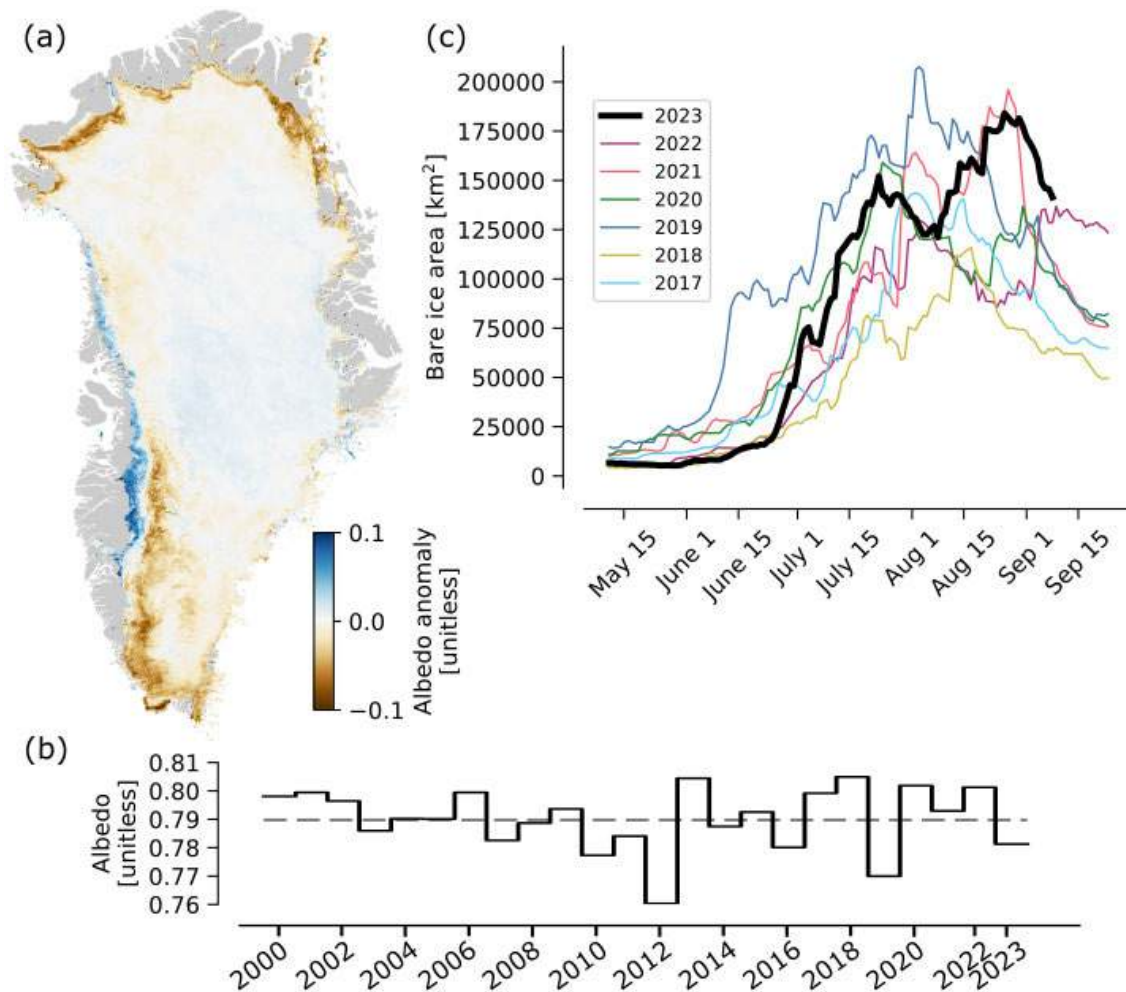 (a)
0.1
0.0
−0.1
Albedo anomaly
[unitless]
(c)
Bare ice area [km²]
200000
175000
150000
125000
100000
75000
50000
25000
0
2023
2022
2021
2020
2019
2018
2017
May 15
June 1
June 15
July 1
July 15
Aug 1
Aug 15
Sep 1
Sep 15
(b)
Albedo
[unitless]
0.81
0.80
0.79
0.78
0.77
0.76
2000
2002
2004
2006
2008
2010
2012
2014
2016
2018
2020
2022
2023